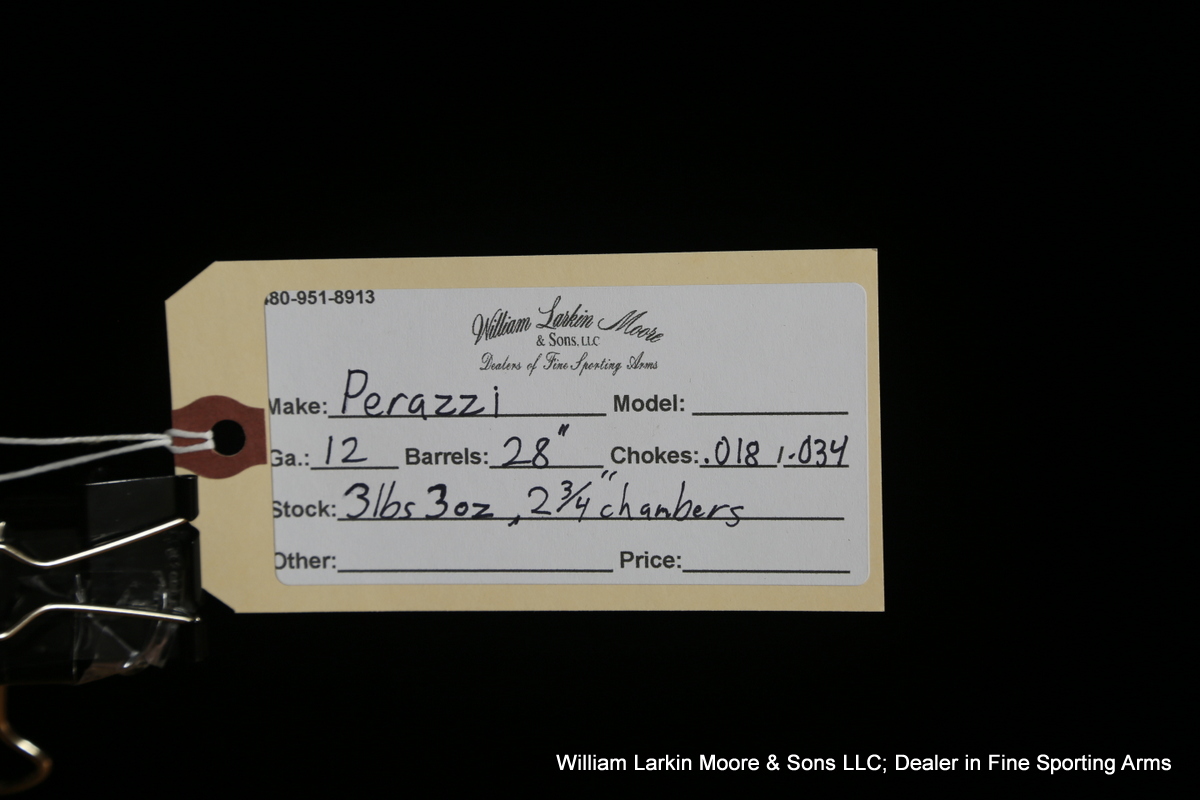 80-951-8913
William Larkin Moore
& Sons, LLC
Dealers of Fine Sporting Arms
Make: Perazzi Model:
Ga.: 12 Barrels: 28" Chokes: .018 / .034
Stock: 3lbs 3oz, 2 3/4" chambers
Other: Price:
William Larkin Moore & Sons LLC; Dealer in Fine Sporting Arms